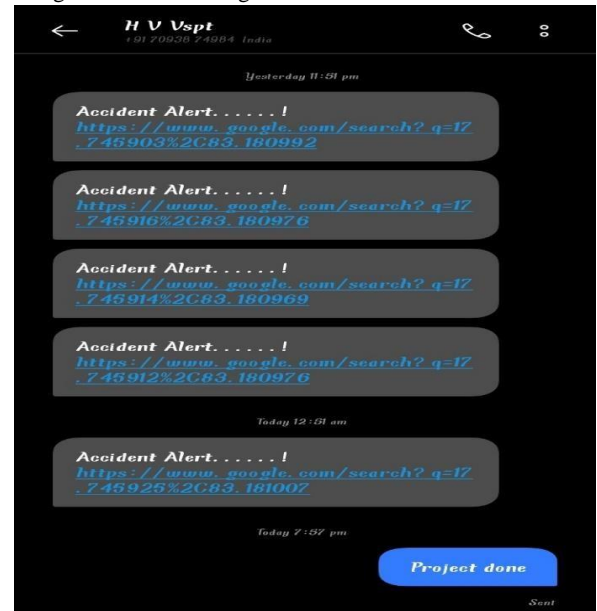 H V Vspt
+91 70938 74984 India
Yesterday 11:51 pm
Accident Alert......!
https://www.google.com/search?q=17
.745903%2C83.180992
Accident Alert......!
https://www.google.com/search?q=17
.745916%2C83.180976
Accident Alert......!
https://www.google.com/search?q=17
.745914%2C83.180969
Accident Alert......!
https://www.google.com/search?q=17
.745912%2C83.180976
Today 12:51 am
Accident Alert......!
https://www.google.com/search?q=17
.745925%2C83.181007
Today 7:57 pm
Project done
Sent